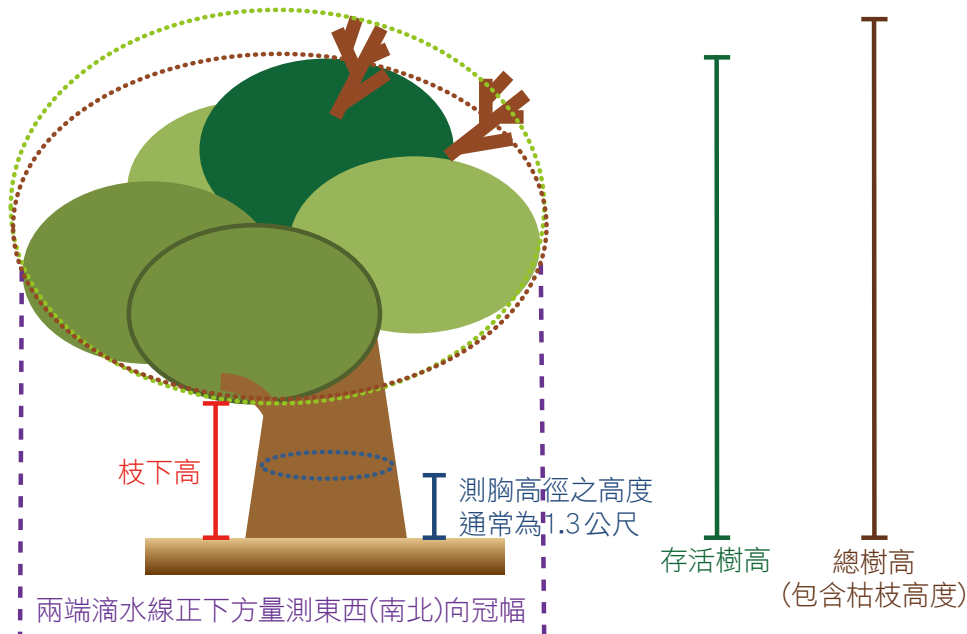 枝下高
測胸高徑之高度
通常為1.3公尺
存活樹高
總樹高
(包含枯枝高度)
兩端滴水線正下方量測東西(南北)向冠幅